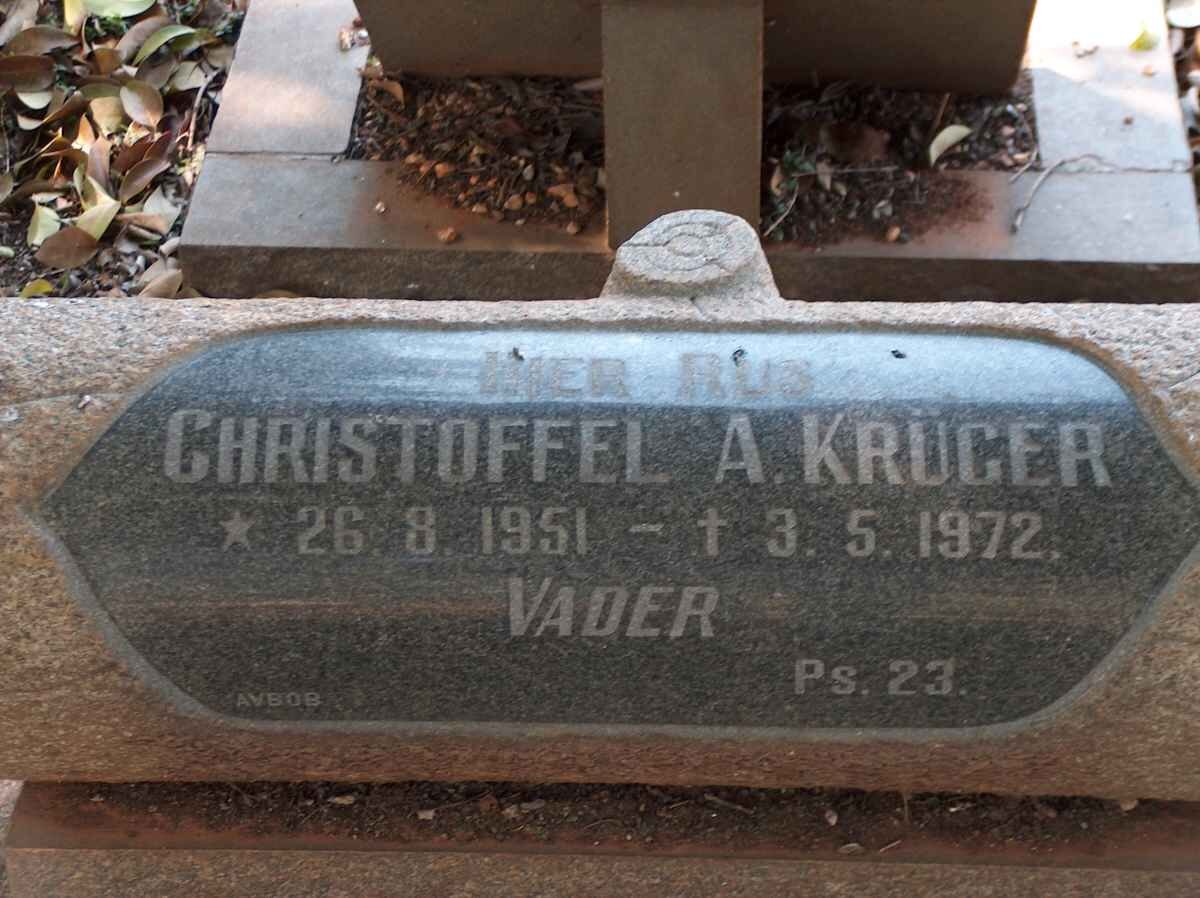 HIER RUS
CHRISTOFFEL A. KRÜGER
★ 26. 8. 1951 – † 3. 5. 1972.
VADER
PS. 23.
AVBOB